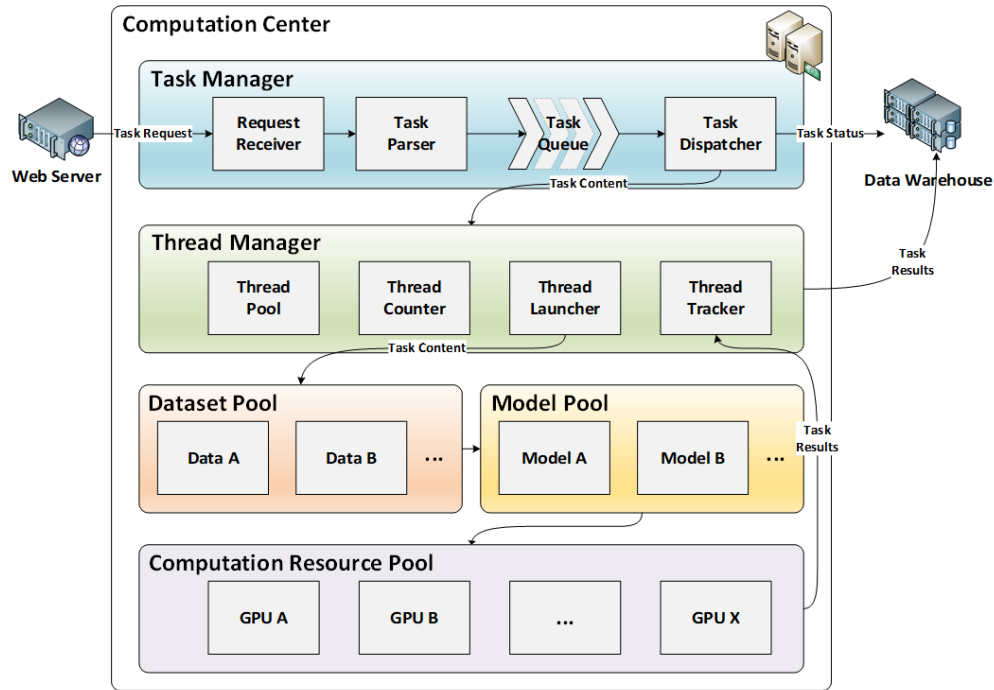 Computation Center
Task Manager
Web Server
Task Request
Request
Receiver
Task
Parser
Task
Queue
Task
Dispatcher
Task Status
Data Warehouse
Task Content
Thread Manager
Thread
Pool
Thread
Counter
Thread
Launcher
Thread
Tracker
Task
Results
Task Content
Dataset Pool
Data A
Data B
...
Model Pool
Model A
Model B
...
Task
Results
Computation Resource Pool
GPU A
GPU B
...
GPU X